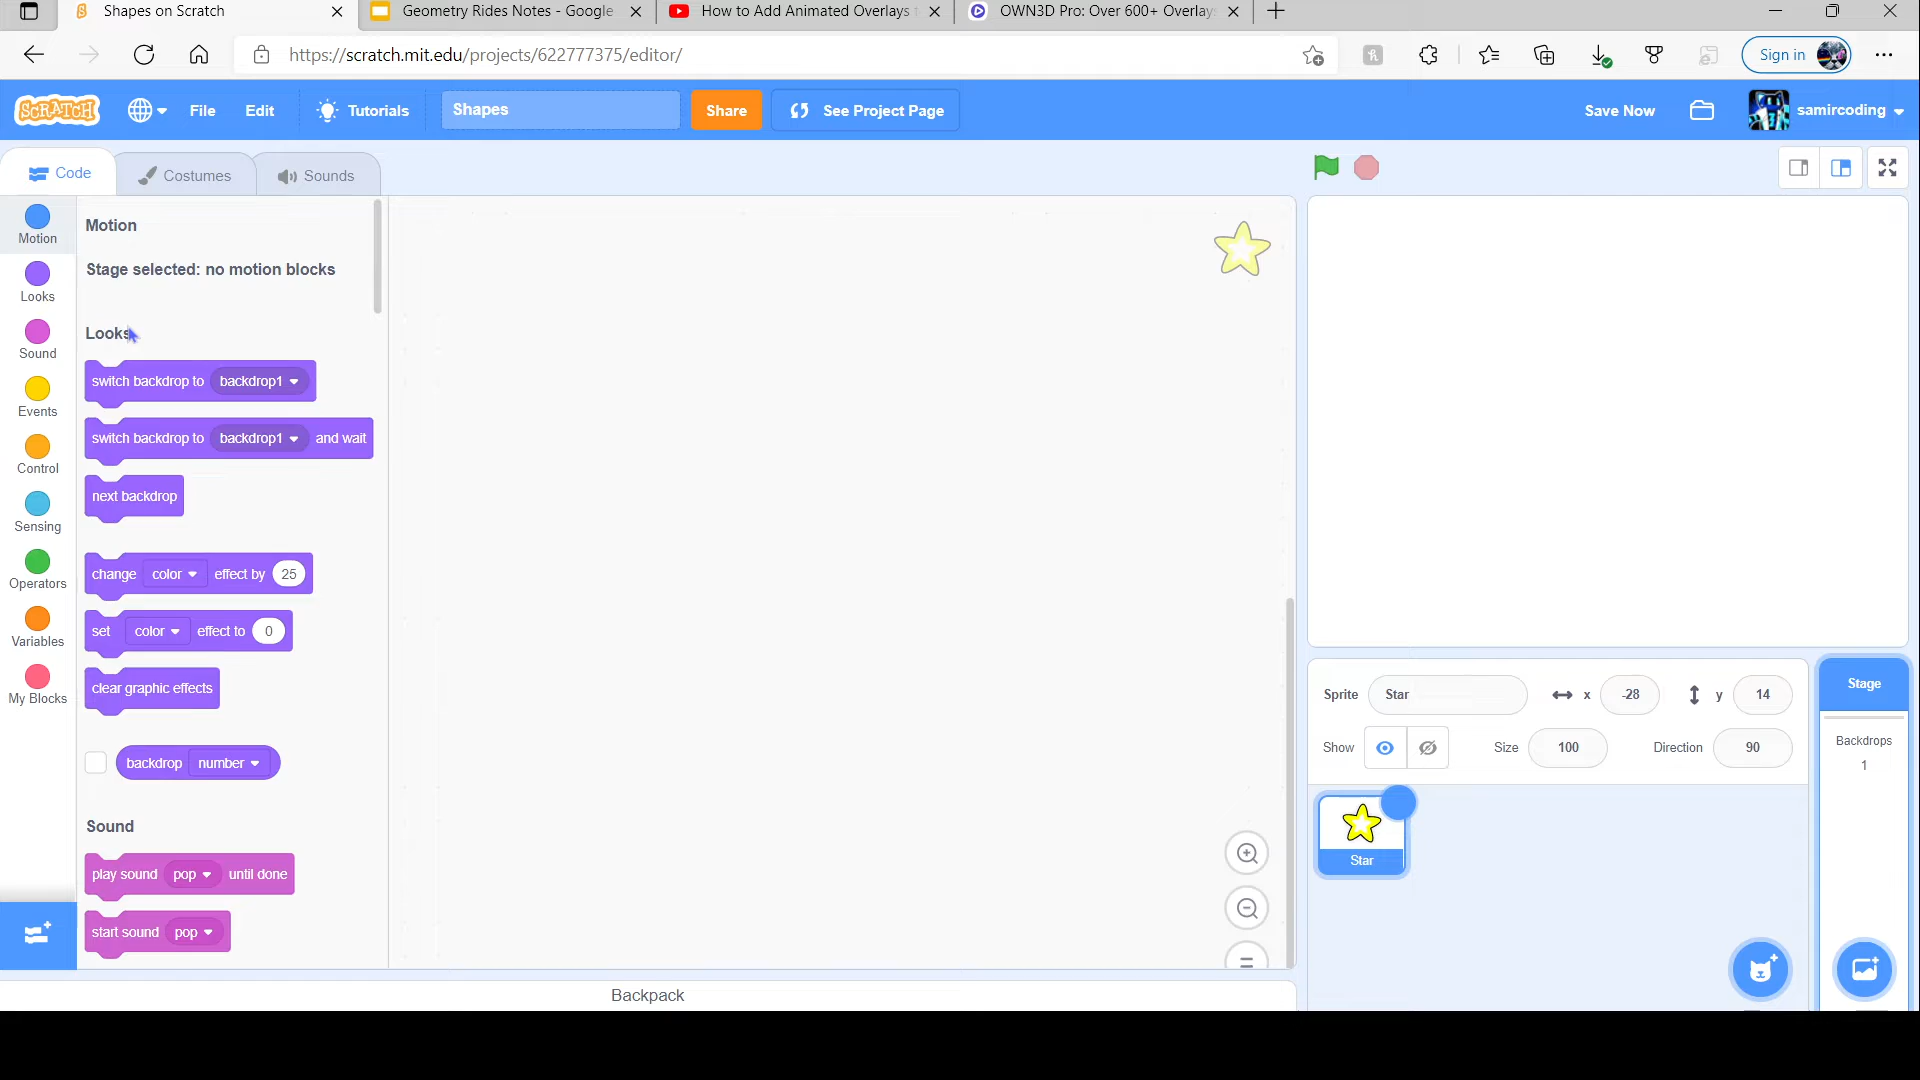 Shapes on Scratch
Geometry Rides Notes - Google
How to Add Animated Overlays
OWN3D Pro: Over 600+ Overlay
https://scratch.mit.edu/projects/622777375/editor/
Sign in
SCRATCH
File
Edit
Tutorials
Shapes
Share
See Project Page
Save Now
samircoding
Code
Costumes
Sounds
Motion
Looks
Sound
Events
Control
Sensing
Operators
Variables
My Blocks
Motion
Stage selected: no motion blocks
Looks
switch backdrop to backdrop1
switch backdrop to backdrop1 and wait
next backdrop
change color effect by 25
set color effect to 0
clear graphic effects
backdrop number
Sound
play sound pop until done
start sound pop
Backpack
Sprite Star x -28 y 14
Show Size 100 Direction 90
Star
Stage
Backdrops
1